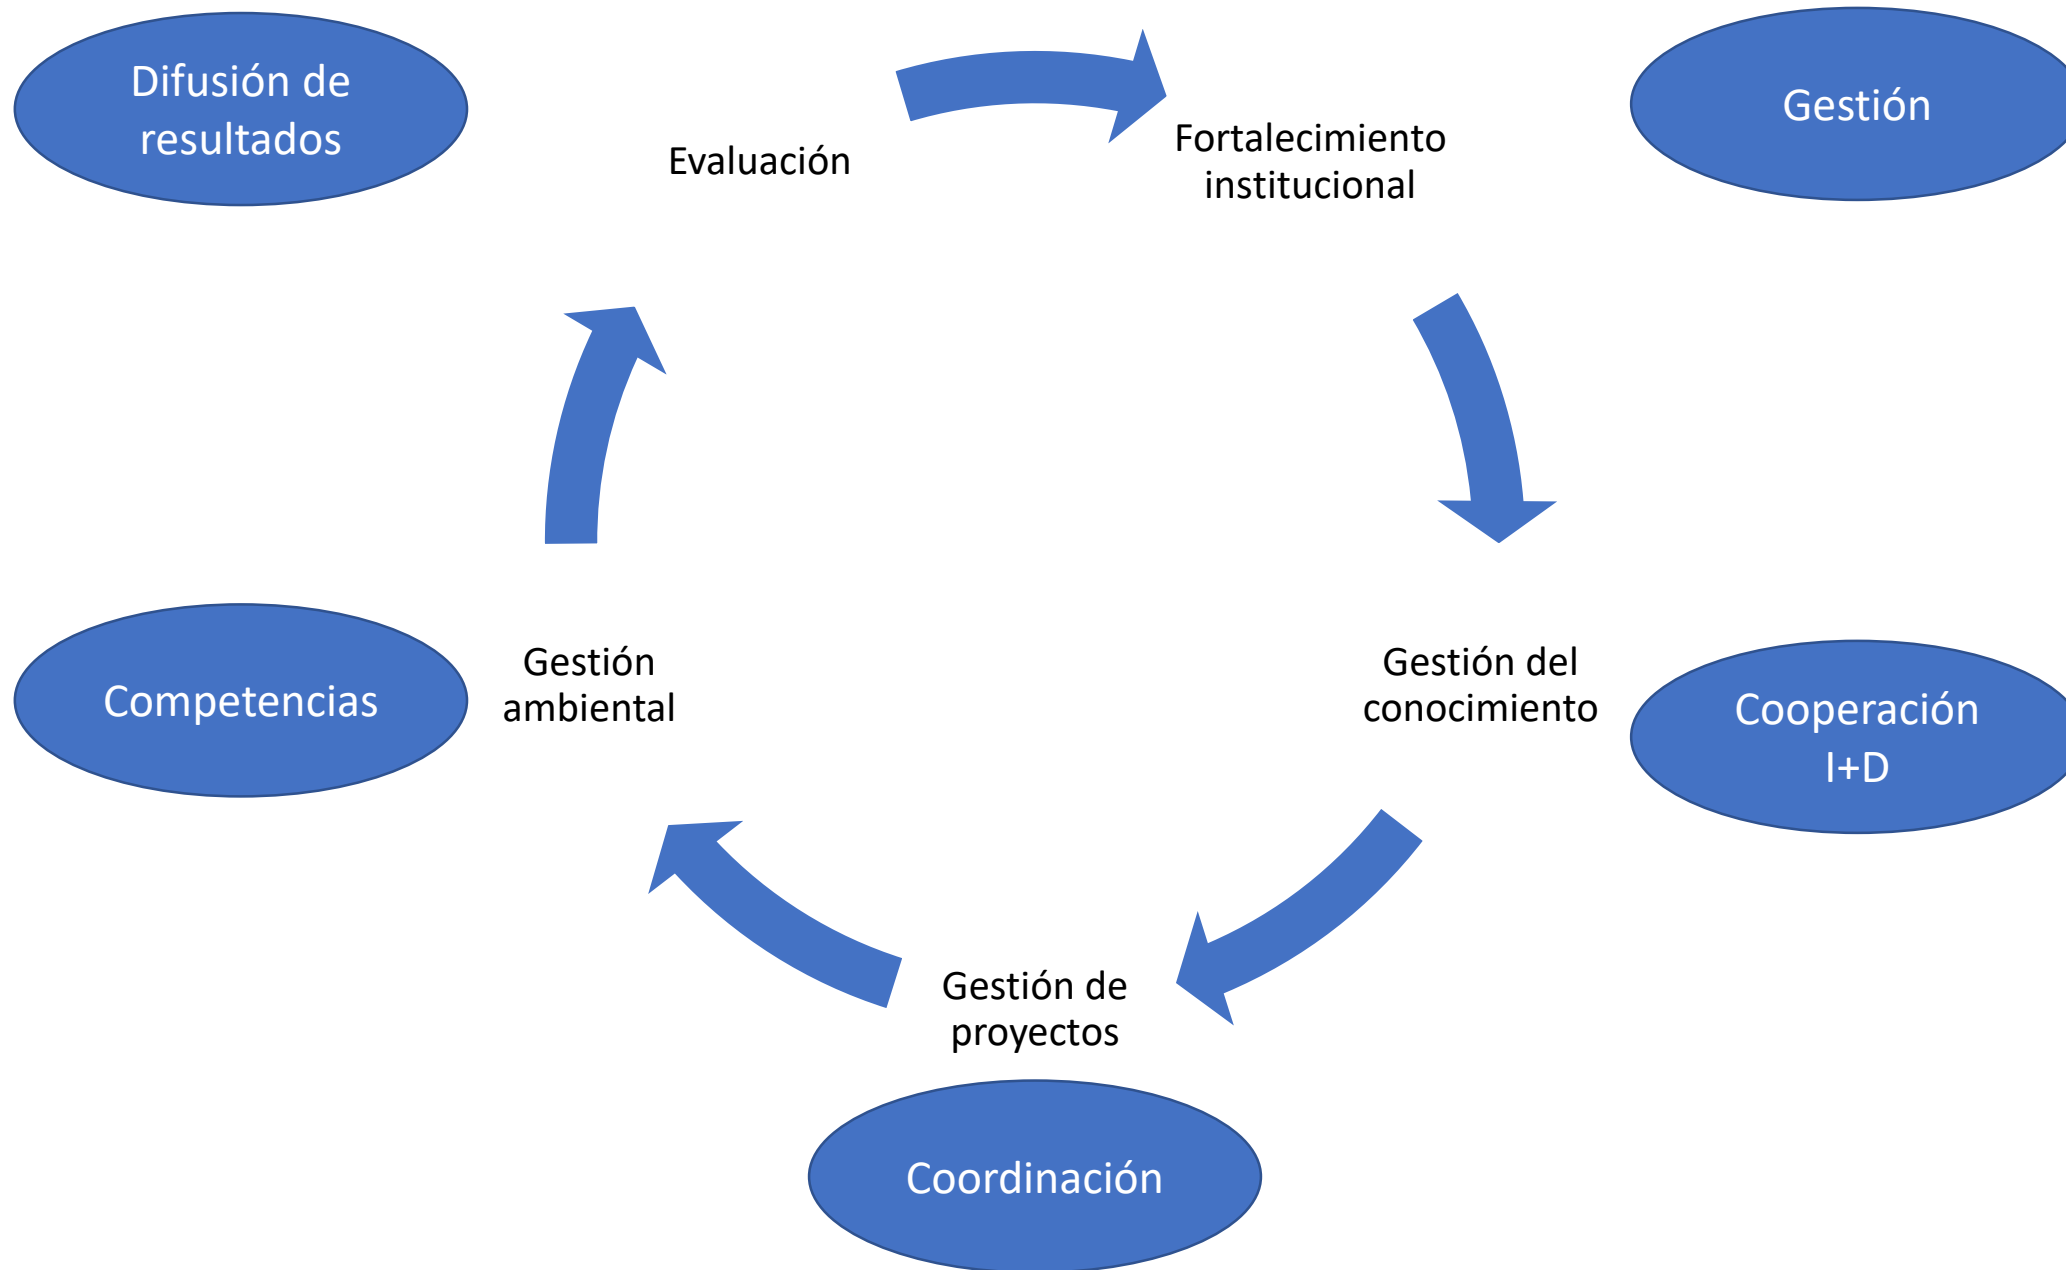 Difusión de
resultados
Evaluación
Fortalecimiento
institucional
Gestión
Competencias
Gestión
ambiental
Gestión del
conocimiento
Cooperación
I+D
Gestión de
proyectos
Coordinación